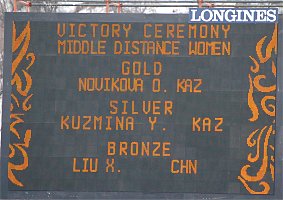 LONGINES
VICTORY CEREMONY
MIDDLE DISTANCE WOMEN
GOLD
NOVIKOVA O. KAZ
SILVER
KUZMINA Y. KAZ
BRONZE
LIU X. CHN